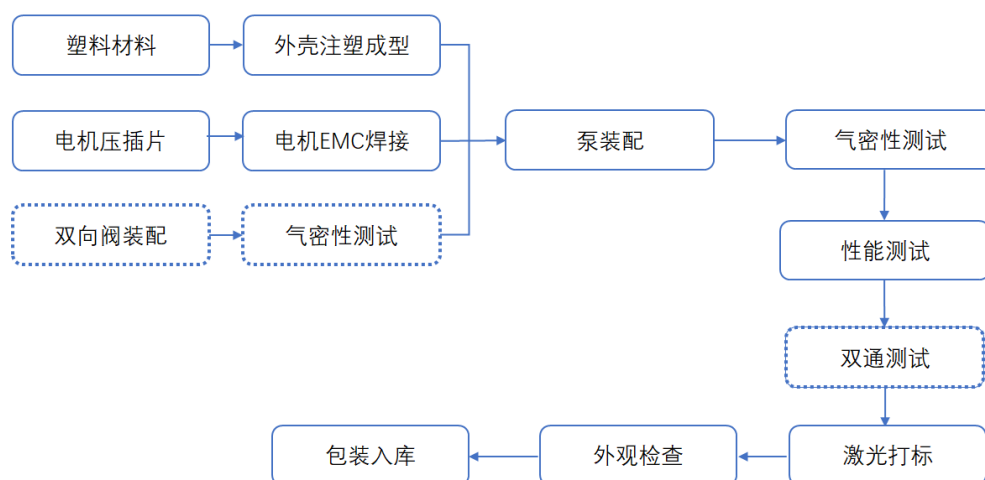 塑料材料
外壳注塑成型
电机压插片
电机EMC焊接
泵装配
气密性测试
双向阀装配
气密性测试
性能测试
双通测试
包装入库
外观检查
激光打标